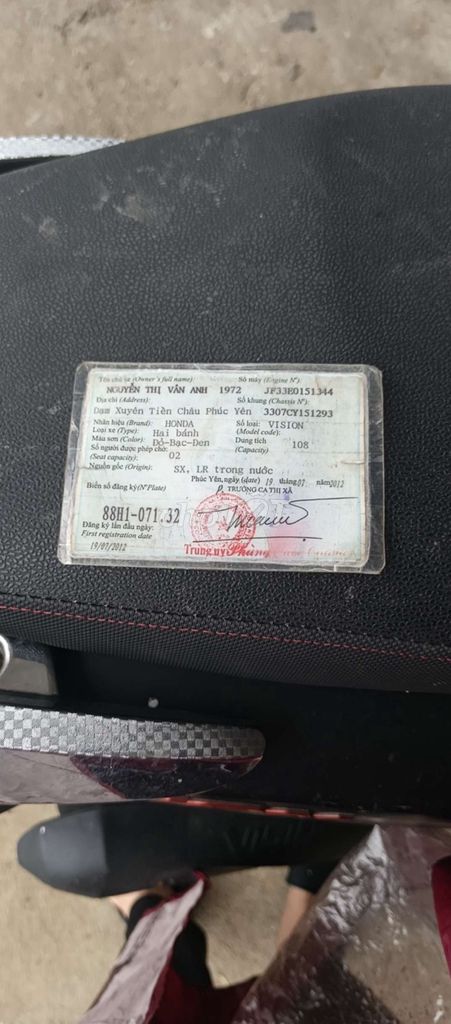 Tên chủ xe (Owner's full name): Số máy (Engine Nº):
NGUYỄN THỊ VÂN ANH 1972 JF33E0151344
Địa chỉ (Address): Số khung (Chassis Nº):
Dam Xuyên Tiền Châu Phúc Yên 3307CY151293
Nhãn hiệu (Brand): HONDA Số loại: VISION
Loại xe (Type): Hai bánh (Model code):
Màu sơn (Color): Đỏ-Bạc-Đen Dung tích 108
Số người được phép chở: 02 (Capacity)
(Seat capacity):
Nguồn gốc (Origin): SX, LR trong nước
Phúc Yên, ngày (date) 19 tháng 07 năm 2012
Biển số đăng ký (Nº Plate) P TRƯỞNG CA THỊ XÃ
88H1-071.32
Đăng ký lần đầu ngày:
First registration date
19/07/2012 Trung úy Phùng